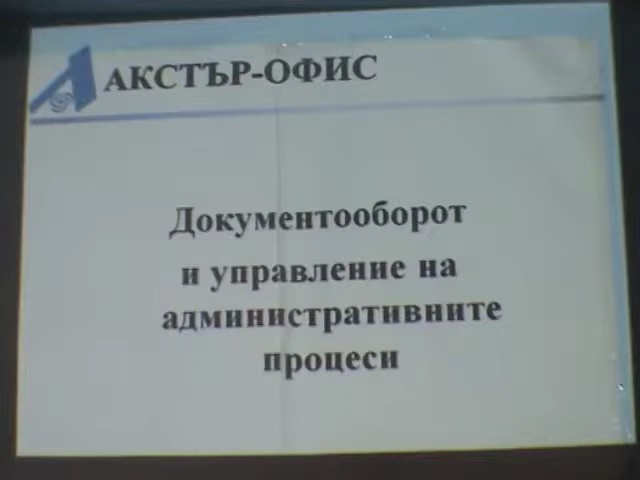 АКСТЪР-ОФИС
Документооборот
и управление на
административните
процеси